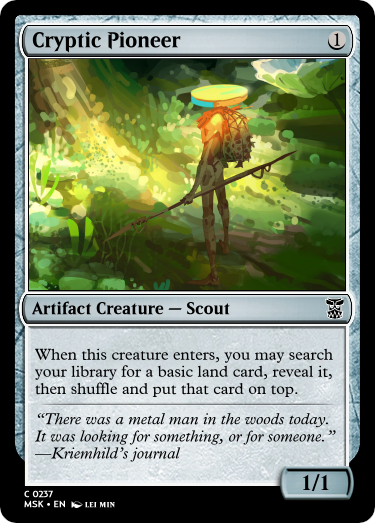 Cryptic Pioneer 1
Artifact Creature — Scout
When this creature enters, you may search
your library for a basic land card, reveal it,
then shuffle and put that card on top.
“There was a metal man in the woods today.
It was looking for something, or for someone.”
—Kriemhild’s journal
1/1
C 0237
MSK • EN LEI MIN